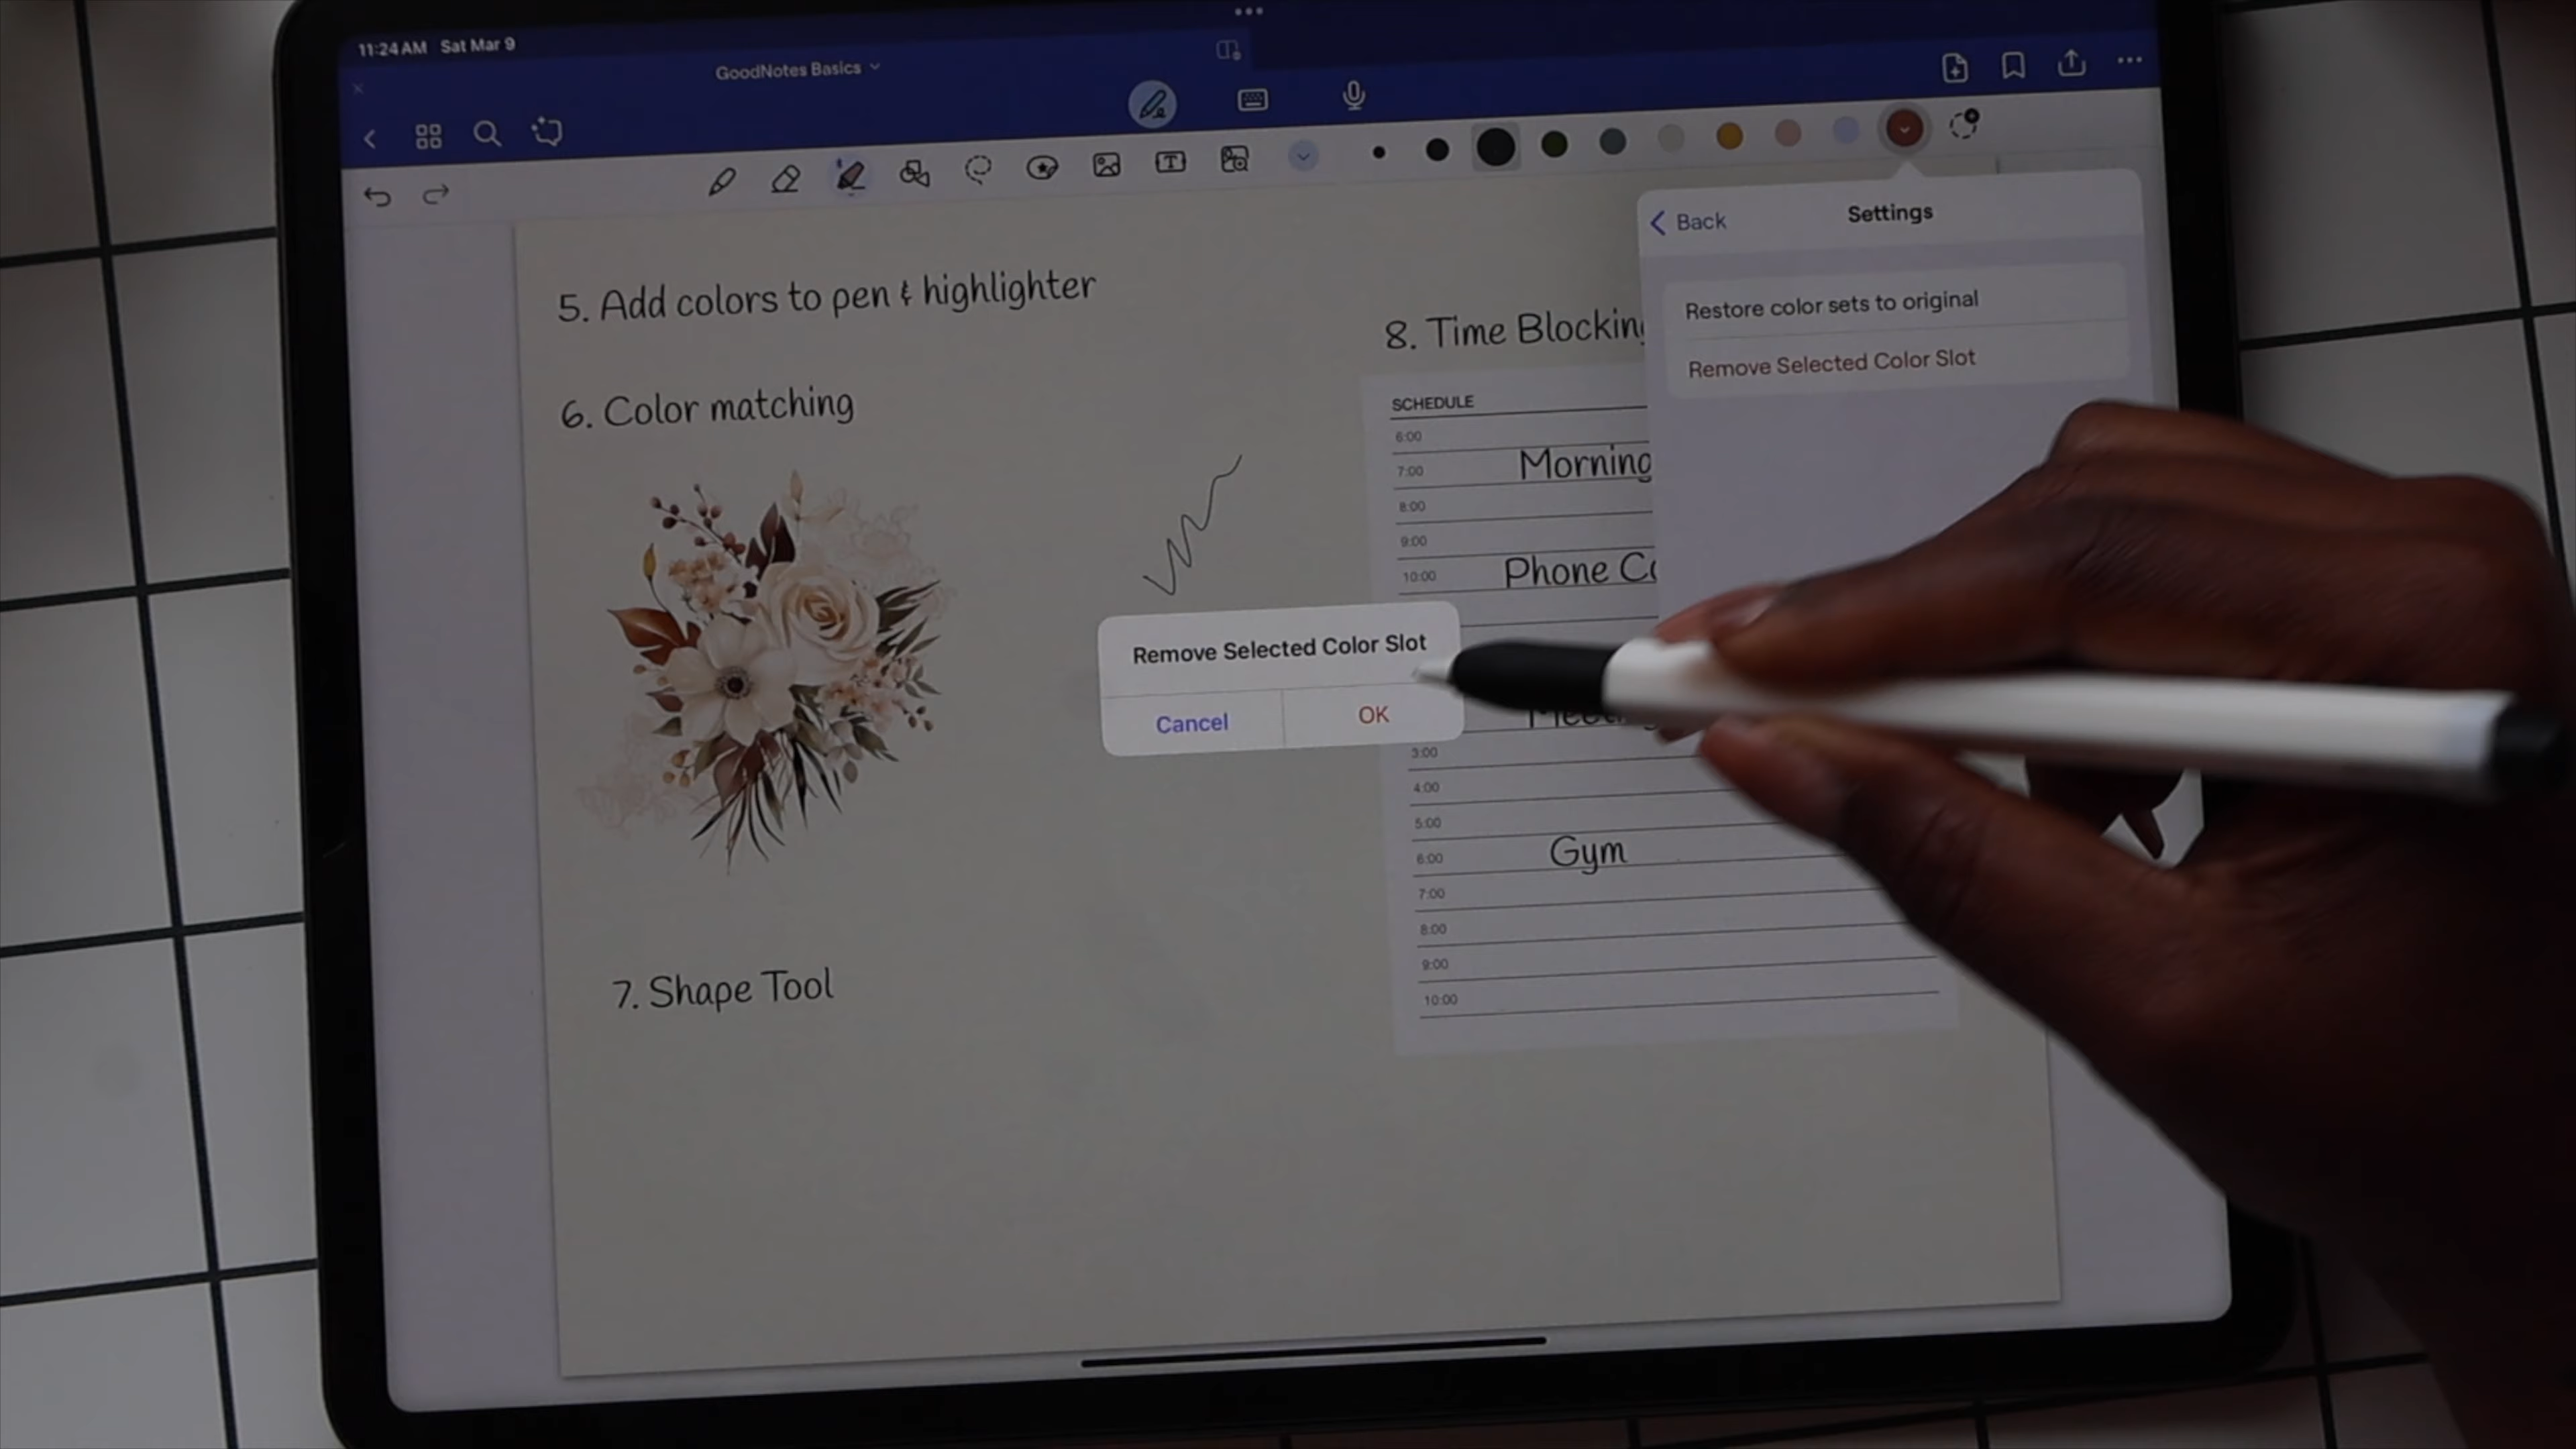 11:24 AM Sat Mar 9
GoodNotes Basics
5. Add colors to pen & highlighter
6. Color matching
7. Shape Tool
8. Time Blocking
SCHEDULE
6:00
7:00 Morning
8:00
9:00
10:00 Phone
3:00
4:00
5:00
6:00 Gym
7:00
8:00
9:00
10:00
Back Settings
Restore color sets to original
Remove Selected Color Slot
Remove Selected Color Slot
Cancel OK